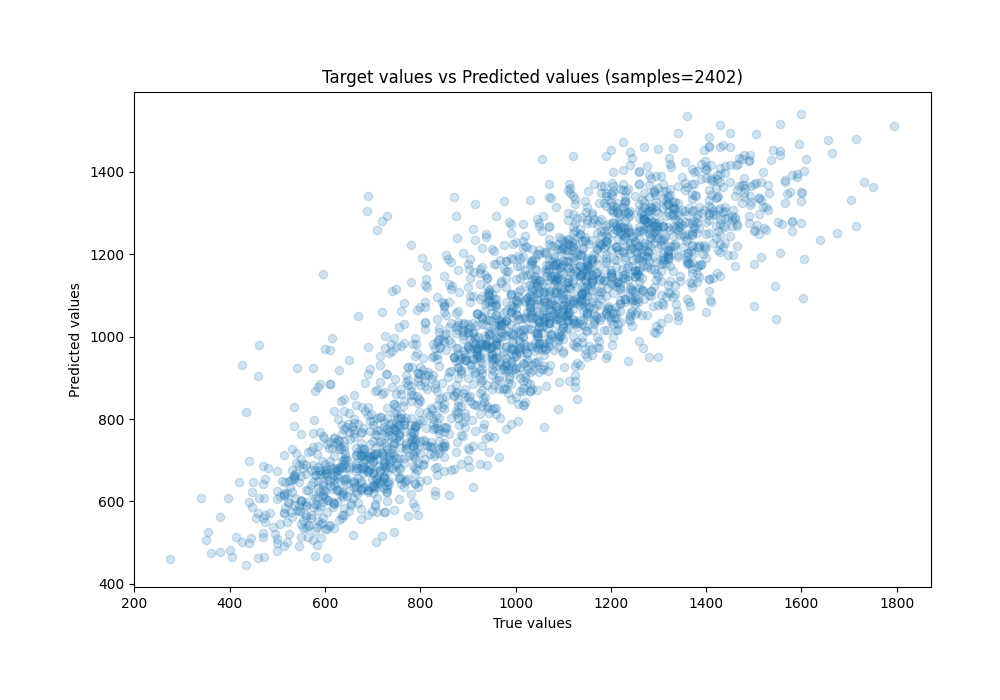 Target values vs Predicted values (samples=2402)
1400
1200
1000
800
600
400
Predicted values
200 400 600 800 1000 1200 1400 1600 1800
True values